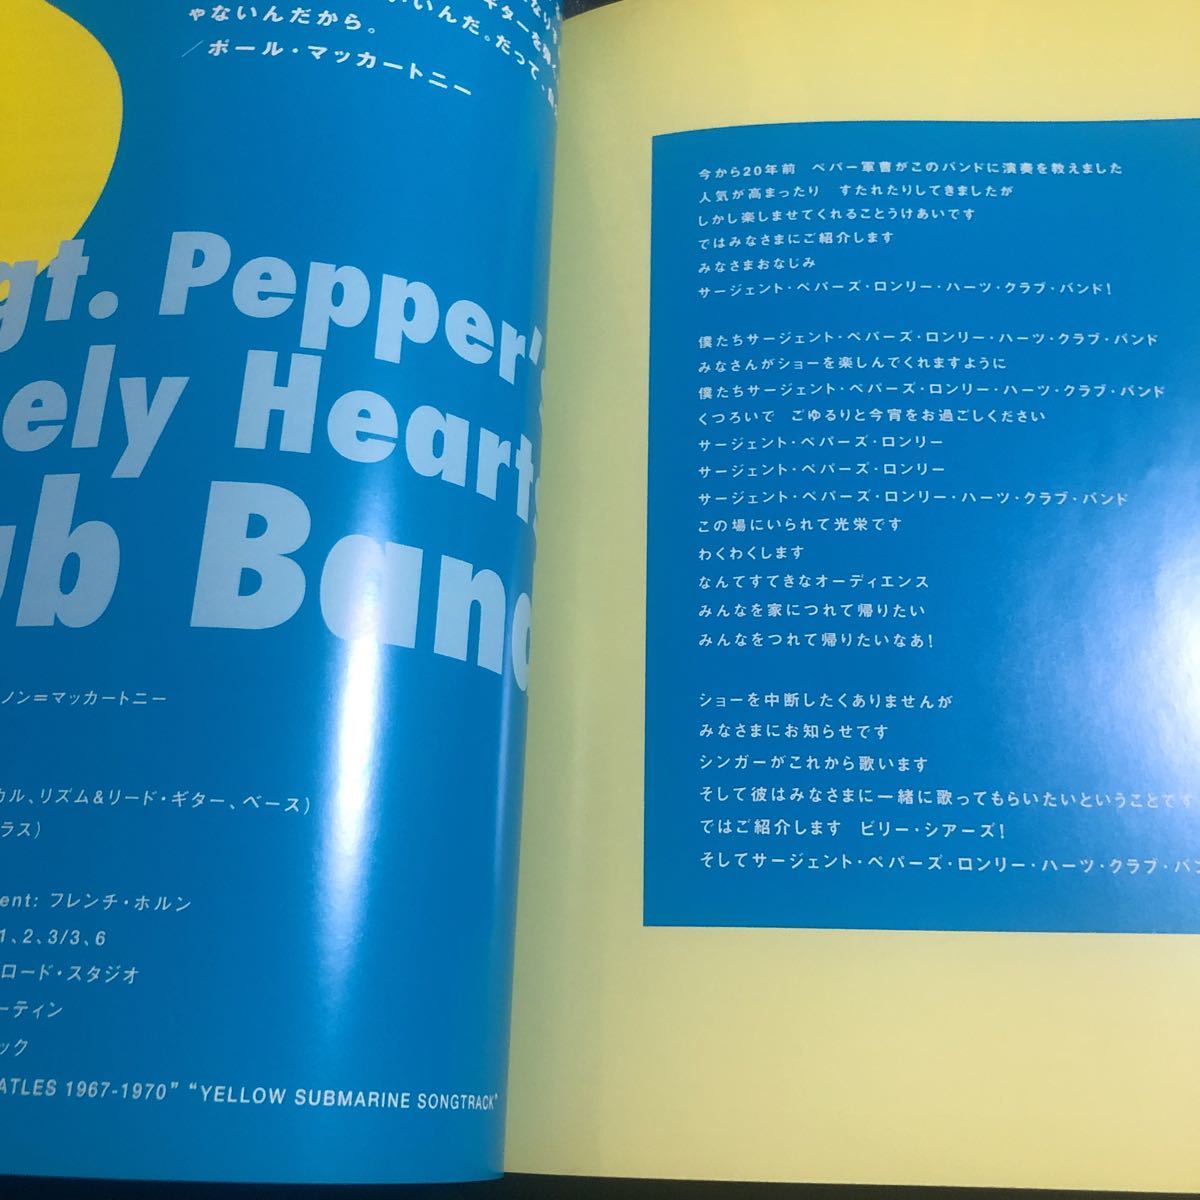 ゃないんだから。
／ポール・マッカートニー
gt. Pepper's
ely Hearts
ub Band
ノン＝マッカートニー
カル、リズム&リード・ギター、ベース）
ラス）
ent: フレンチ・ホルン
1、2、3/3、6
ロード・スタジオ
ーティン
ック
ATLES 1967-1970” “YELLOW SUBMARINE SONGTRACK”
今から20年前　ペパー軍曹がこのバンドに演奏を教えました
人気が高まったり　すたれたりしてきましたが
しかし楽しませてくれることうけあいです
ではみなさまにご紹介します
みなさまおなじみ
サージェント・ペパーズ・ロンリー・ハーツ・クラブ・バンド！
僕たちサージェント・ペパーズ・ロンリー・ハーツ・クラブ・バンド
みなさんがショーを楽しんでくれますように
僕たちサージェント・ペパーズ・ロンリー・ハーツ・クラブ・バンド
くつろいで　ごゆるりと今宵をお過ごしください
サージェント・ペパーズ・ロンリー
サージェント・ペパーズ・ロンリー
サージェント・ペパーズ・ロンリー・ハーツ・クラブ・バンド
この場にいられて光栄です
わくわくします
なんてすてきなオーディエンス
みんなを家につれて帰りたい
みんなをつれて帰りたいなあ！
ショーを中断したくありませんが
みなさまにお知らせです
シンガーがこれから歌います
そして彼はみなさまに一緒に歌ってもらいたいということです
ではご紹介します　ビリー・シアーズ！
そしてサージェント・ペパーズ・ロンリー・ハーツ・クラブ・バン